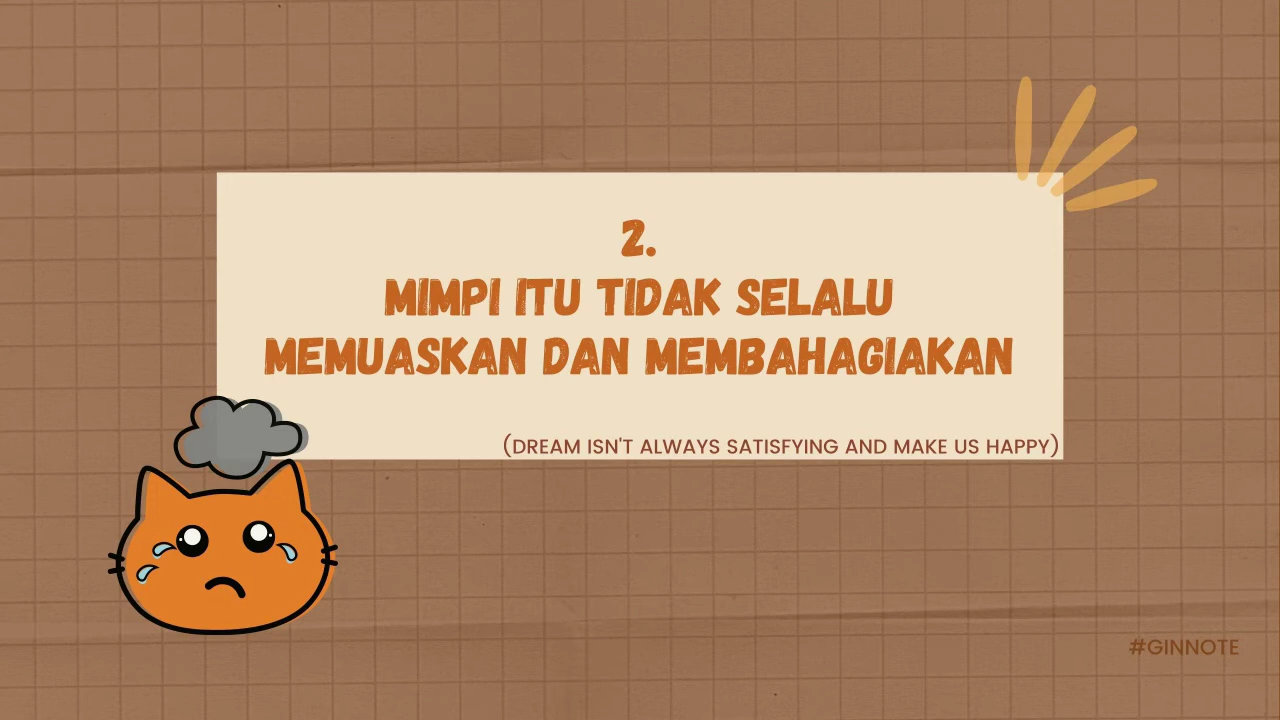 2.
MIMPI ITU TIDAK SELALU
MEMUASKAN DAN MEMBAHAGIAKAN
(DREAM ISN'T ALWAYS SATISFYING AND MAKE US HAPPY)
#GINNOTE